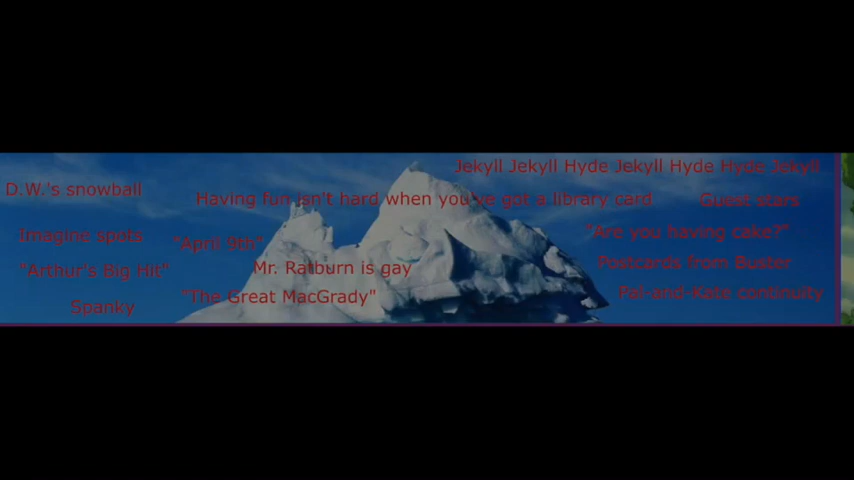 Jekyll Jekyll Hyde Jekyll Hyde Hyde Jekyll
D.W.'s snowball
Having fun isn't hard when you've got a library card
Guest stars
Imagine spots
"April 9th"
"Are you having cake?"
"Arthur's Big Hit"
Mr. Ratburn is gay
Postcards from Buster
"The Great MacGrady"
Pal-and-Kate continuity
Spanky